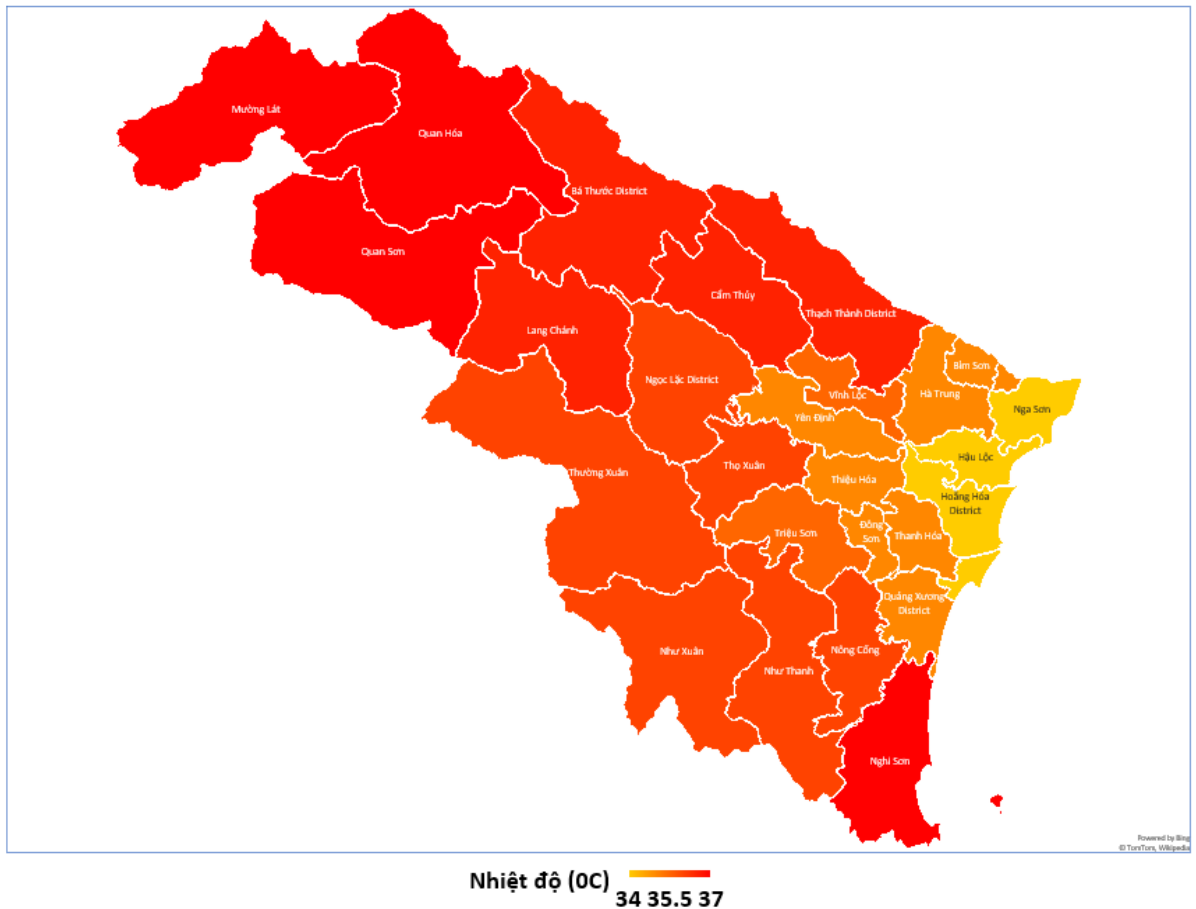 Mường Lát
Quan Hóa
Bá Thước District
Quan Sơn
Cẩm Thủy
Thạch Thành District
Lang Chánh
Ngọc Lặc District
Bỉm Sơn
Vĩnh Lộc
Hà Trung
Nga Sơn
Yên Định
Hậu Lộc
Thọ Xuân
Thường Xuân
Thiệu Hóa
Hoằng Hóa
District
Triệu Sơn
Đông
Sơn
Thanh Hóa
Quảng Xương
District
Như Xuân
Nông Cống
Như Thanh
Nghi Sơn
Powered by Bing
© TomTom, Wikipedia
Nhiệt độ (0C)
34 35.5 37